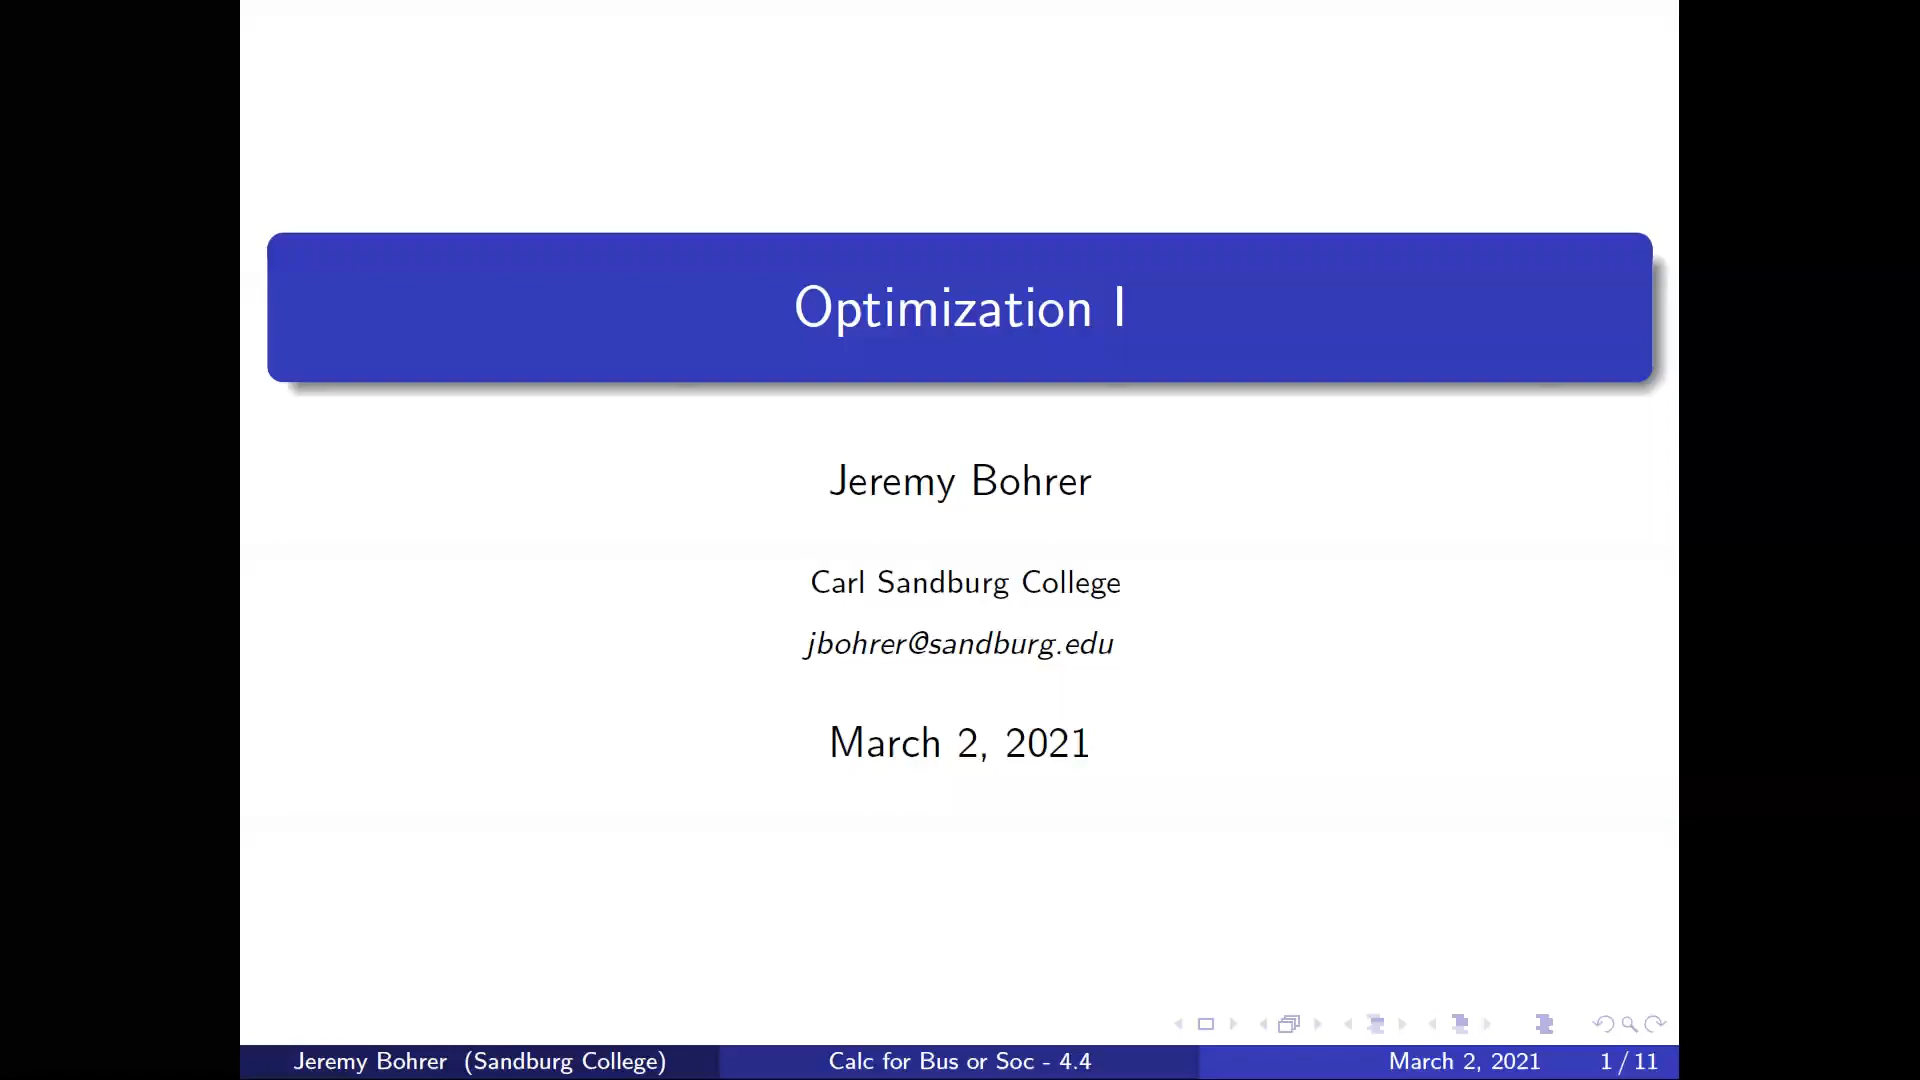 Optimization I
Jeremy Bohrer
Carl Sandburg College
jbohrer@sandburg.edu
March 2, 2021
Jeremy Bohrer (Sandburg College) Calc for Bus or Soc - 4.4 March 2, 2021 1 / 11